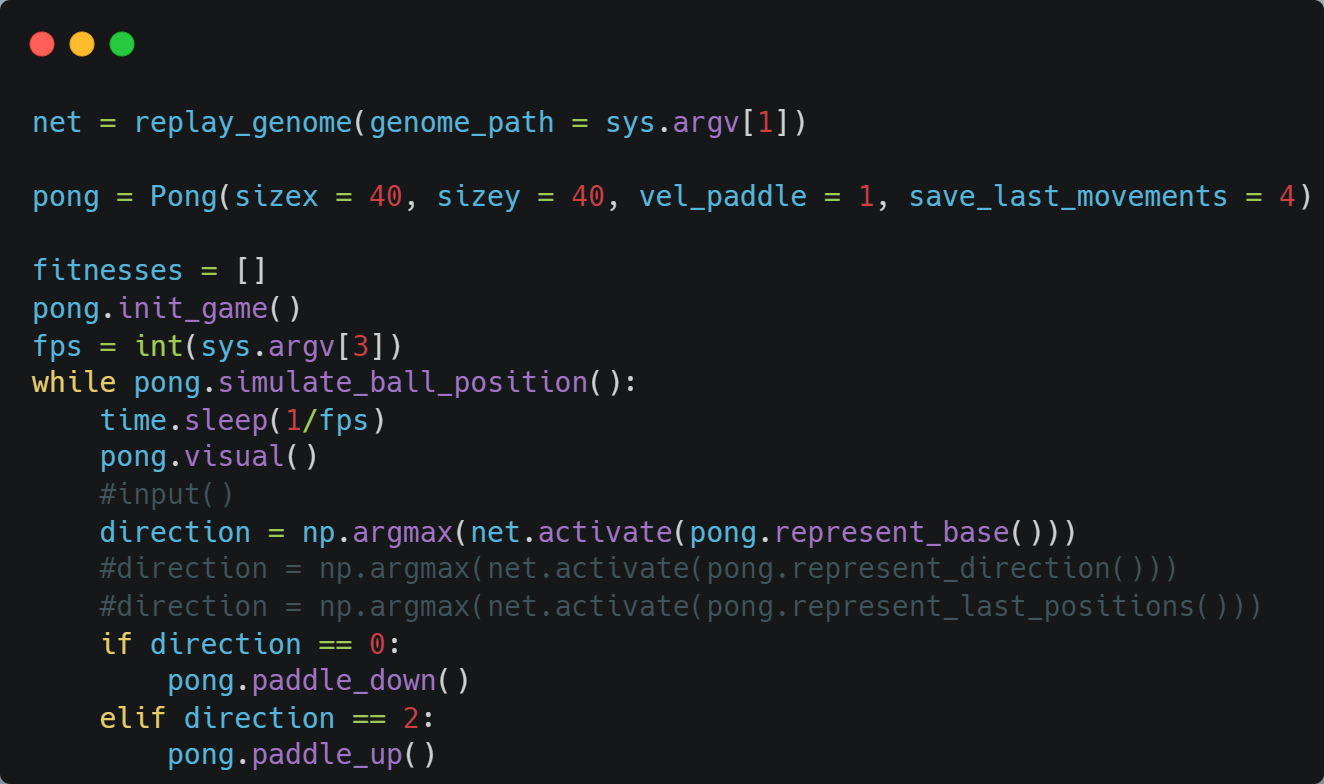 net = replay_genome(genome_path = sys.argv[1])

pong = Pong(sizex = 40, sizey = 40, vel_paddle = 1, save_last_movements = 4)

fitnesses = []
pong.init_game()
fps = int(sys.argv[3])
while pong.simulate_ball_position():
    time.sleep(1/fps)
    pong.visual()
    #input()
    direction = np.argmax(net.activate(pong.represent_base()))
    #direction = np.argmax(net.activate(pong.represent_direction()))
    #direction = np.argmax(net.activate(pong.represent_last_positions()))
    if direction == 0:
        pong.paddle_down()
    elif direction == 2:
        pong.paddle_up()